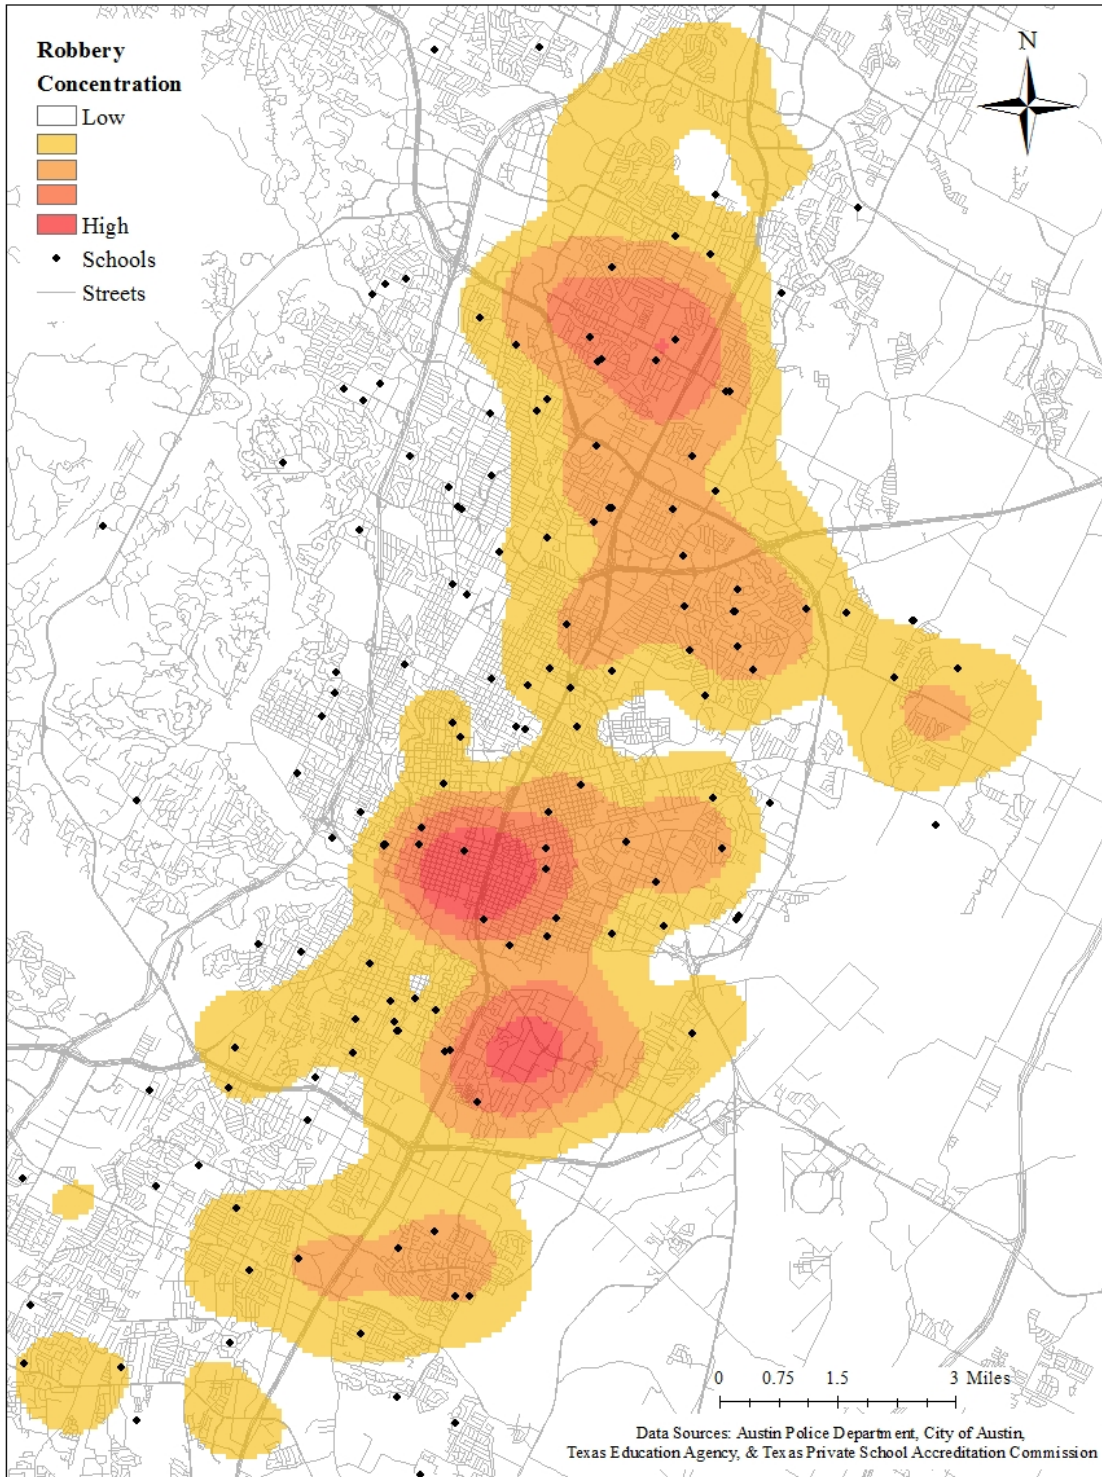 Robbery
Concentration
Low
High
Schools
Streets
N
0 0.75 1.5 3 Miles
Data Sources: Austin Police Department, City of Austin,
Texas Education Agency, & Texas Private School Accreditation Commission